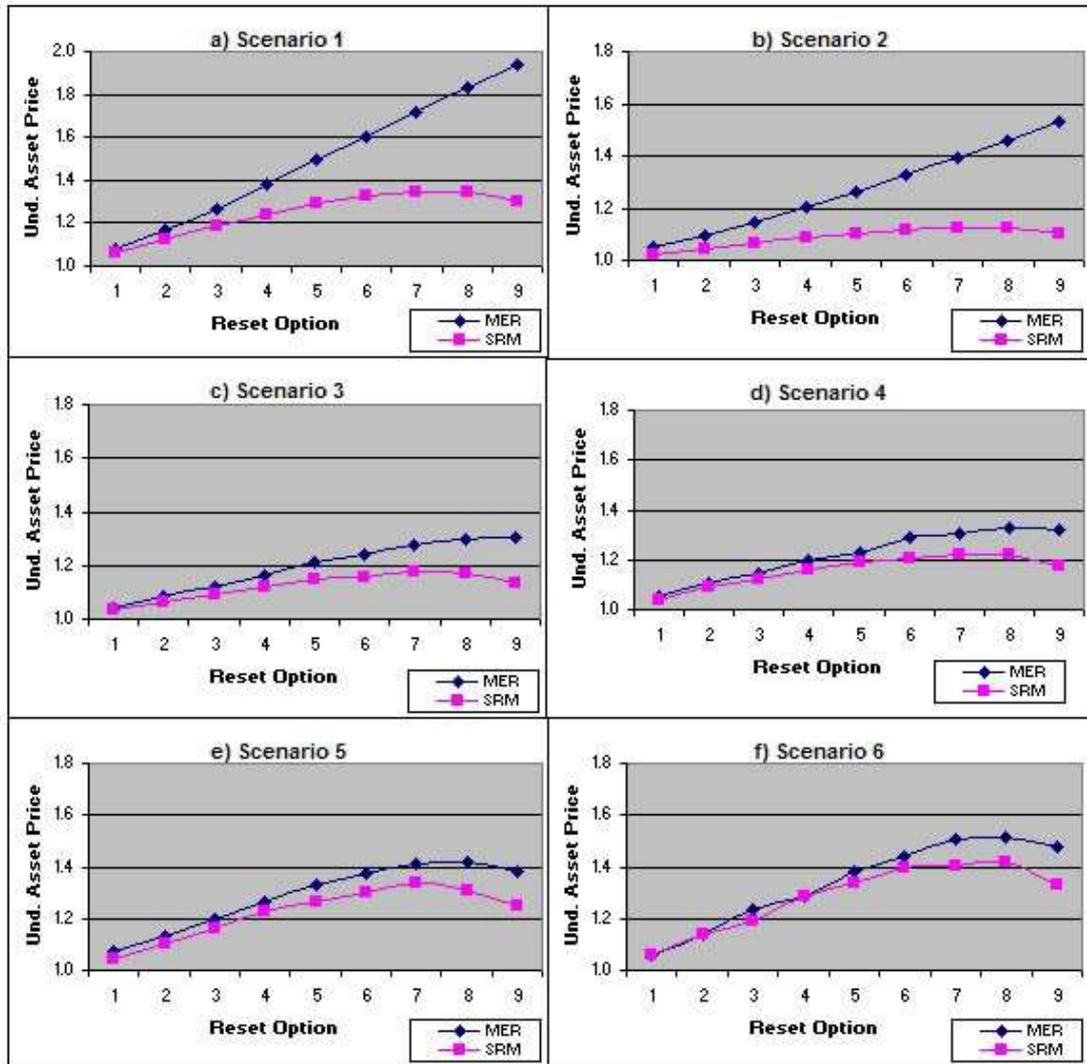 a) Scenario 1
Und. Asset Price
2.0
1.8
1.6
1.4
1.2
1.0
1 2 3 4 5 6 7 8 9
Reset Option
MER
SRM
b) Scenario 2
Und. Asset Price
1.8
1.6
1.4
1.2
1.0
1 2 3 4 5 6 7 8 9
Reset Option
MER
SRM
c) Scenario 3
Und. Asset Price
1.8
1.6
1.4
1.2
1.0
1 2 3 4 5 6 7 8 9
Reset Option
MER
SRM
d) Scenario 4
Und. Asset Price
1.8
1.6
1.4
1.2
1.0
1 2 3 4 5 6 7 8 9
Reset Option
MER
SRM
e) Scenario 5
Und. Asset Price
1.8
1.6
1.4
1.2
1.0
1 2 3 4 5 6 7 8 9
Reset Option
MER
SRM
f) Scenario 6
Und. Asset Price
1.8
1.6
1.4
1.2
1.0
1 2 3 4 5 6 7 8 9
Reset Option
MER
SRM